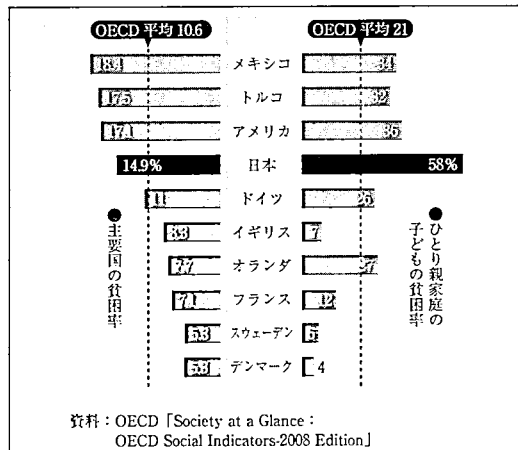 OECD 平均 10.6
OECD 平均 21
18.4 メキシコ 34
17.5 トルコ 32
17.1 アメリカ 36
14.9% 日本 58%
11 ドイツ 26
8.3 イギリス 7
7.7 オランダ 27
7.1 フランス 12
5.3 スウェーデン 6
デンマーク 4
●主要国の貧困率
●ひとり親家庭の
子どもの貧困率
資料：OECD「Society at a Glance：
OECD Social Indicators-2008 Edition」